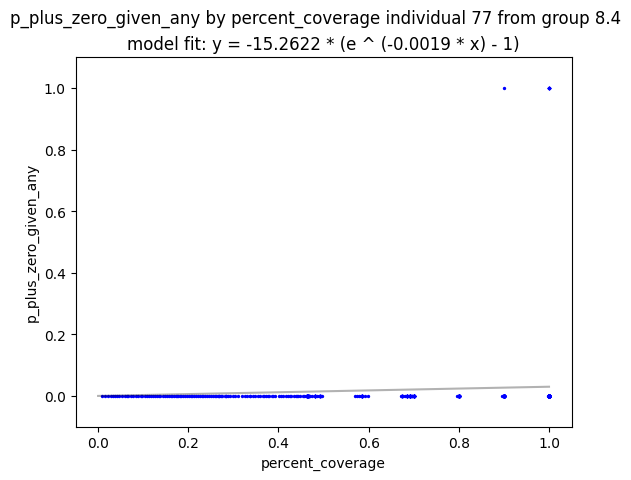 p_plus_zero_given_any by percent_coverage individual 77 from group 8.4
model fit: y = -15.2622 * (e ^ (-0.0019 * x) - 1)
1.0
0.8
0.6
0.4
0.2
0.0
p_plus_zero_given_any
0.0 0.2 0.4 0.6 0.8 1.0
percent_coverage